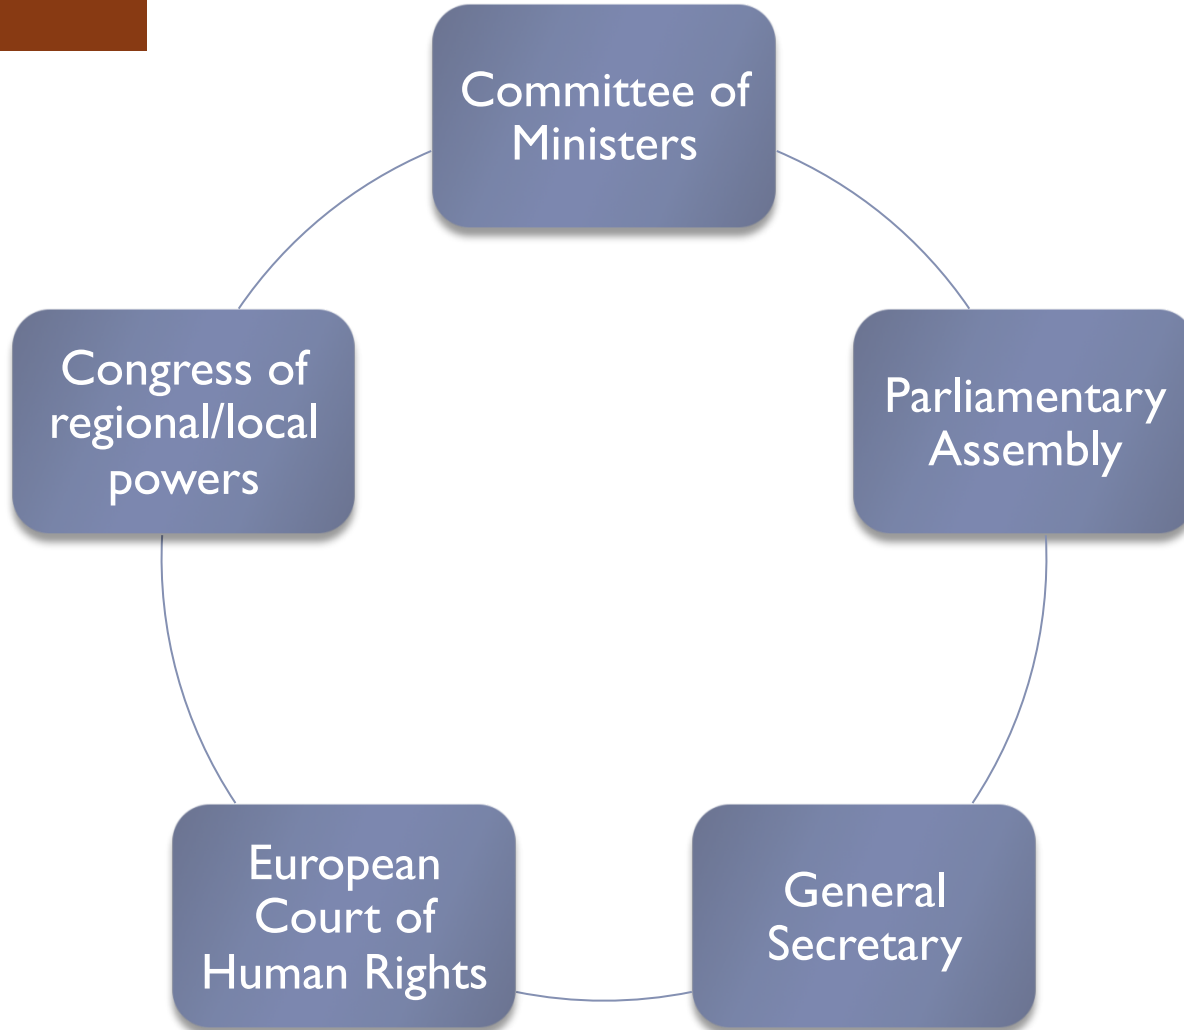 Committee of
Ministers
Parliamentary
Assembly
General
Secretary
European
Court of
Human Rights
Congress of
regional/local
powers